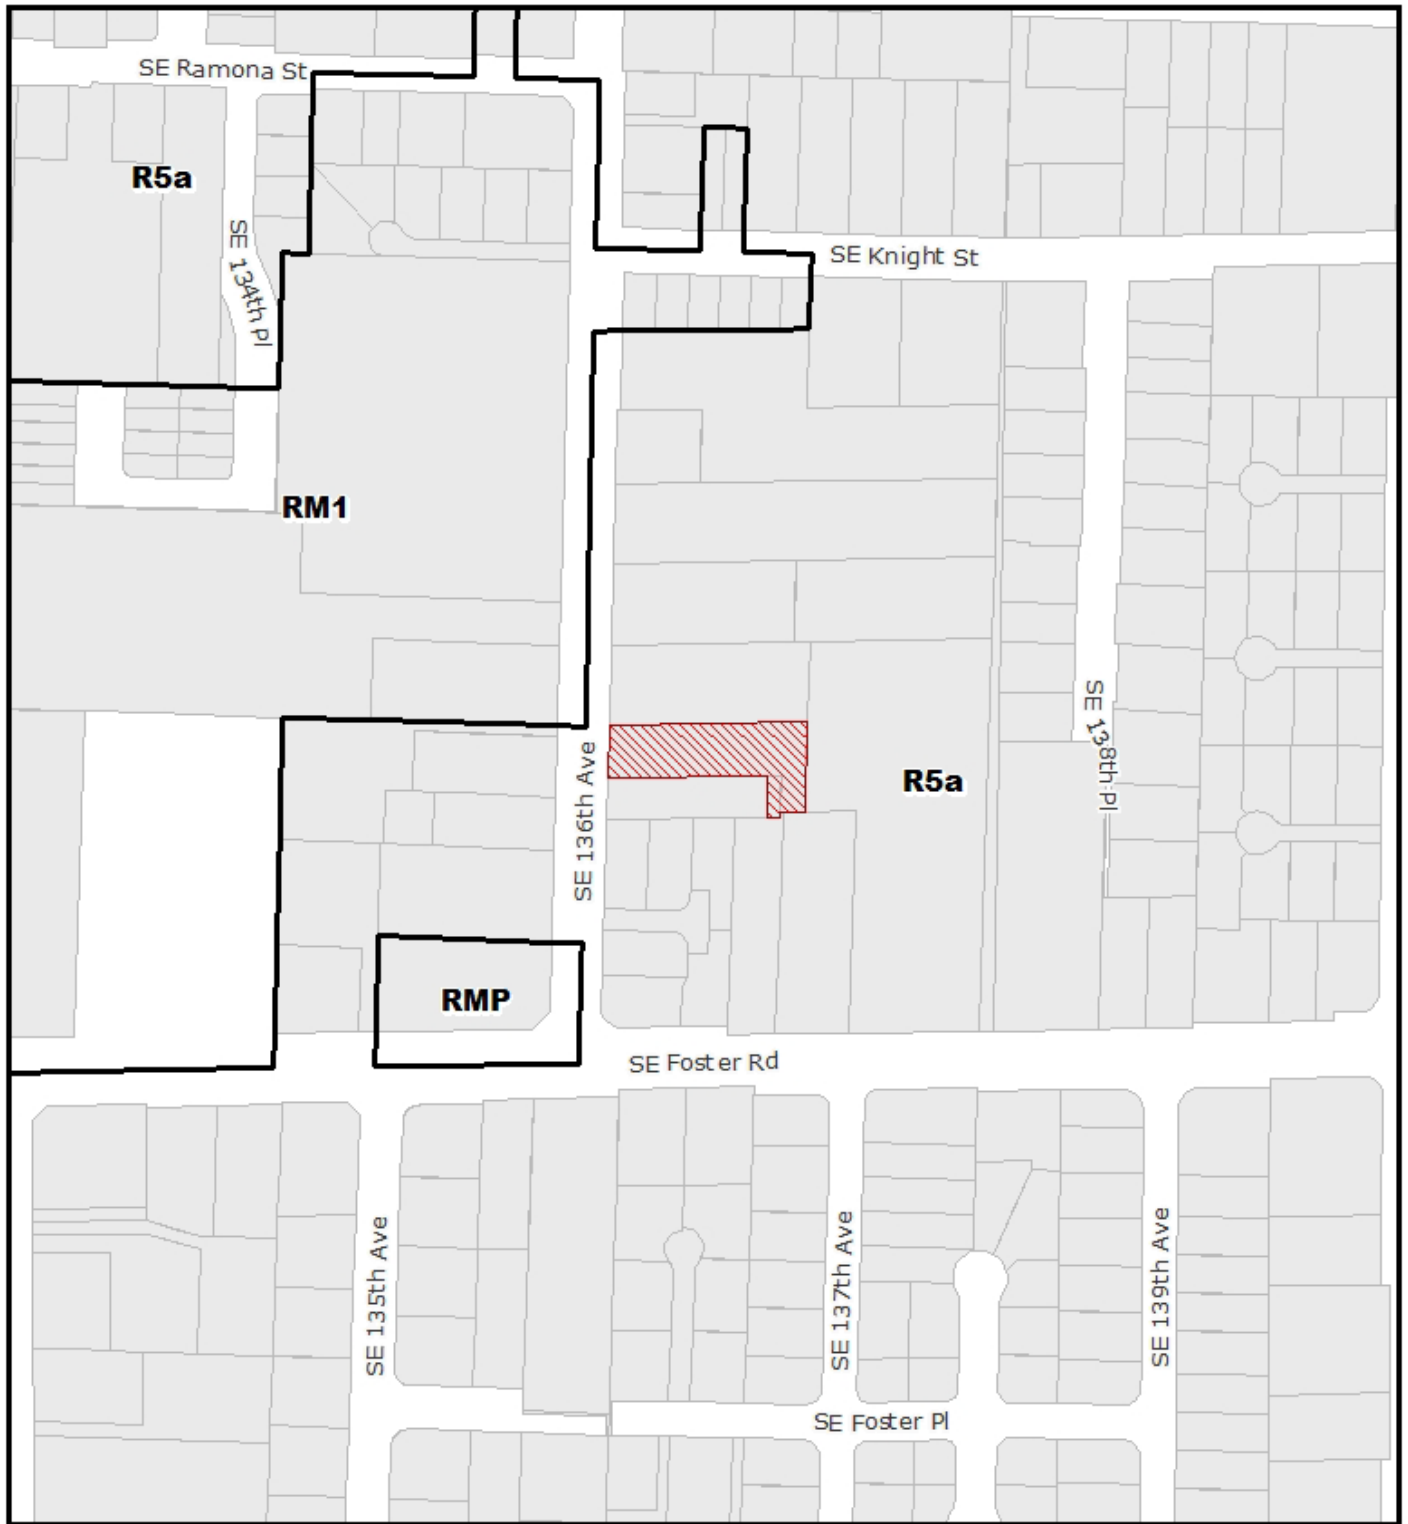 SE Ramona St
R5a
SE 134th Pl
SE Knight St
RM1
SE 136th Ave
SE 138th Pl
R5a
RMP
SE Foster Rd
SE 135th Ave
SE 137th Ave
SE 139th Ave
SE Foster Pl